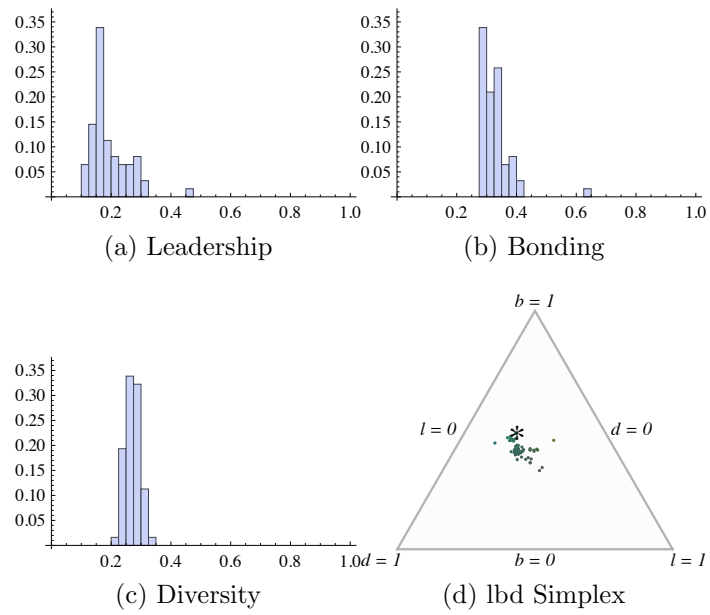 0.35
0.30
0.25
0.20
0.15
0.10
0.05
0.2 0.4 0.6 0.8 1.0
(a) Leadership
0.35
0.30
0.25
0.20
0.15
0.10
0.05
0.2 0.4 0.6 0.8 1.0
(b) Bonding
0.35
0.30
0.25
0.20
0.15
0.10
0.05
0.2 0.4 0.6 0.8 1.0
(c) Diversity
b = 1
l = 0 d = 0
*
d = 1 b = 0 l = 1
(d) lbd Simplex